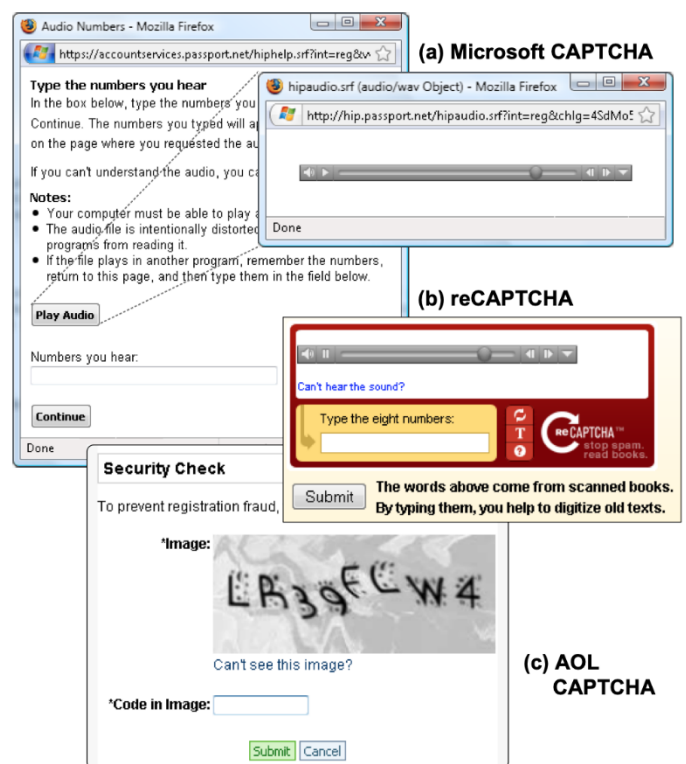 Audio Numbers - Mozilla Firefox
https://accountservices.passport.net/hiphelp.srf?int=reg&
(a) Microsoft CAPTCHA
Type the numbers you hear
In the box below, type the numbers you
Continue. The numbers you typed will
on the page where you requested the
If you can't understand the audio, you
Notes:
● Your computer must be able to play
● The audio file is intentionally distorted
programs from reading it.
● If the file plays in another program, remember the numbers,
return to this page, and then type them in the field below.
Play Audio
Numbers you hear:
Continue
Done
hipaudio.srf (audio/wav Object) - Mozilla Firefox
http://hip.passport.net/hipaudio.srf?int=reg&chlg=4SdMo
Done
(b) reCAPTCHA
Can't hear the sound?
Type the eight numbers:
T
?
reCAPTCHA™
stop spam.
read books.
Submit
The words above come from scanned books.
By typing them, you help to digitize old texts.
Security Check
To prevent registration fraud,
*Image:
LR39FCW4
Can't see this image?
*Code in Image:
Submit Cancel
(c) AOL
CAPTCHA